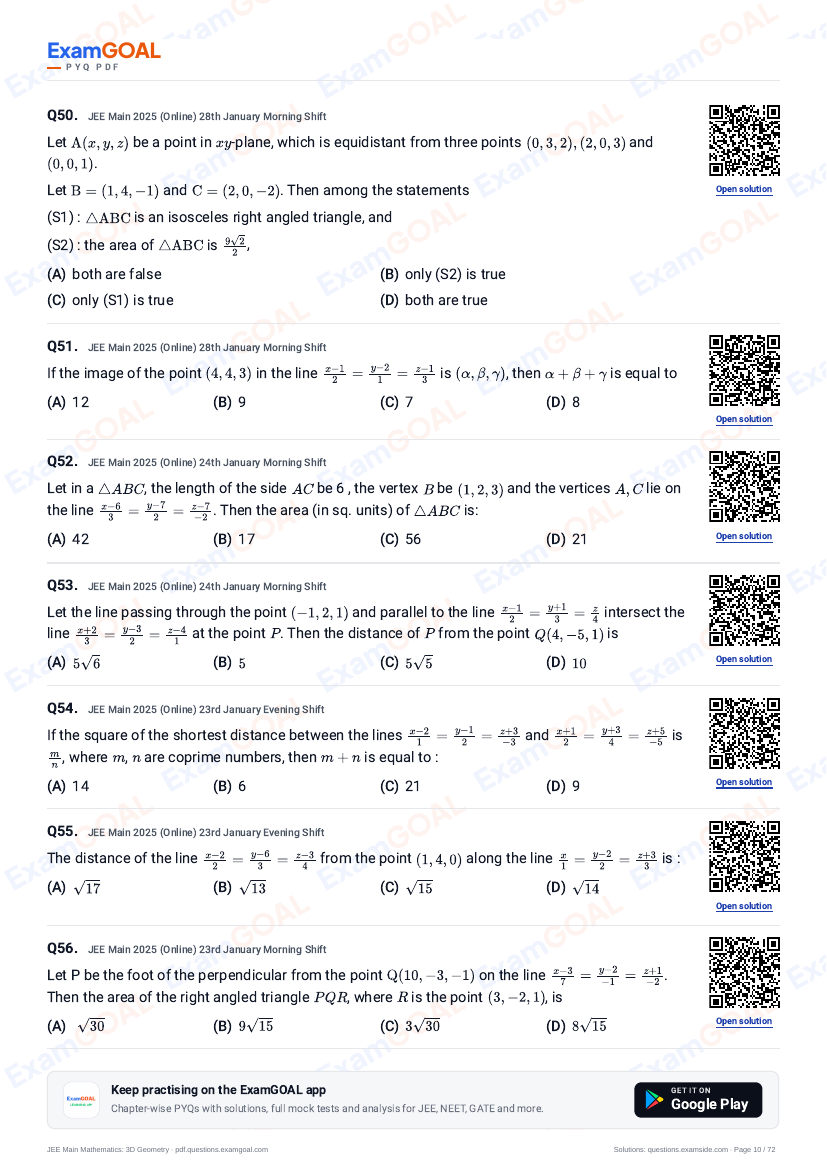 ExamGOAL
PYQ PDF
Q50. JEE Main 2025 (Online) 28th January Morning Shift
Let A(x, y, z) be a point in xy-plane, which is equidistant from three points (0, 3, 2), (2, 0, 3) and
(0, 0, 1).
Let B = (1, 4, −1) and C = (2, 0, −2). Then among the statements
(S1) : △ABC is an isosceles right angled triangle, and
(S2) : the area of △ABC is 9√2/2,
(A) both are false (B) only (S2) is true
(C) only (S1) is true (D) both are true
Open solution
Q51. JEE Main 2025 (Online) 28th January Morning Shift
If the image of the point (4, 4, 3) in the line (x−1)/2 = (y−2)/1 = (z−1)/3 is (α, β, γ), then α + β + γ is equal to
(A) 12 (B) 9 (C) 7 (D) 8
Open solution
Q52. JEE Main 2025 (Online) 24th January Morning Shift
Let in a △ABC, the length of the side AC be 6 , the vertex B be (1, 2, 3) and the vertices A, C lie on
the line (x−6)/3 = (y−7)/2 = (z−7)/−2. Then the area (in sq. units) of △ABC is:
(A) 42 (B) 17 (C) 56 (D) 21
Open solution
Q53. JEE Main 2025 (Online) 24th January Morning Shift
Let the line passing through the point (−1, 2, 1) and parallel to the line (x−1)/2 = (y+1)/3 = z/4 intersect the
line (x+2)/3 = (y−3)/2 = (z−4)/1 at the point P. Then the distance of P from the point Q(4, −5, 1) is
(A) 5√6 (B) 5 (C) 5√5 (D) 10
Open solution
Q54. JEE Main 2025 (Online) 23rd January Evening Shift
If the square of the shortest distance between the lines (x−2)/1 = (y−1)/2 = (z+3)/−3 and (x+1)/2 = (y+3)/4 = (z+5)/−5 is
m/n, where m, n are coprime numbers, then m + n is equal to :
(A) 14 (B) 6 (C) 21 (D) 9
Open solution
Q55. JEE Main 2025 (Online) 23rd January Evening Shift
The distance of the line (x−2)/2 = (y−6)/3 = (z−3)/4 from the point (1, 4, 0) along the line x/1 = (y−2)/2 = (z+3)/3 is :
(A) √17 (B) √13 (C) √15 (D) √14
Open solution
Q56. JEE Main 2025 (Online) 23rd January Morning Shift
Let P be the foot of the perpendicular from the point Q(10, −3, −1) on the line (x−3)/7 = (y−2)/−1 = (z+1)/−2.
Then the area of the right angled triangle PQR, where R is the point (3, −2, 1), is
(A) √30 (B) 9√15 (C) 3√30 (D) 8√15
Open solution
Keep practising on the ExamGOAL app
Chapter-wise PYQs with solutions, full mock tests and analysis for JEE, NEET, GATE and more.
GET IT ON
Google Play
JEE Main Mathematics: 3D Geometry · pdf.questions.examgoal.com
Solutions: questions.examside.com · Page 10 / 72